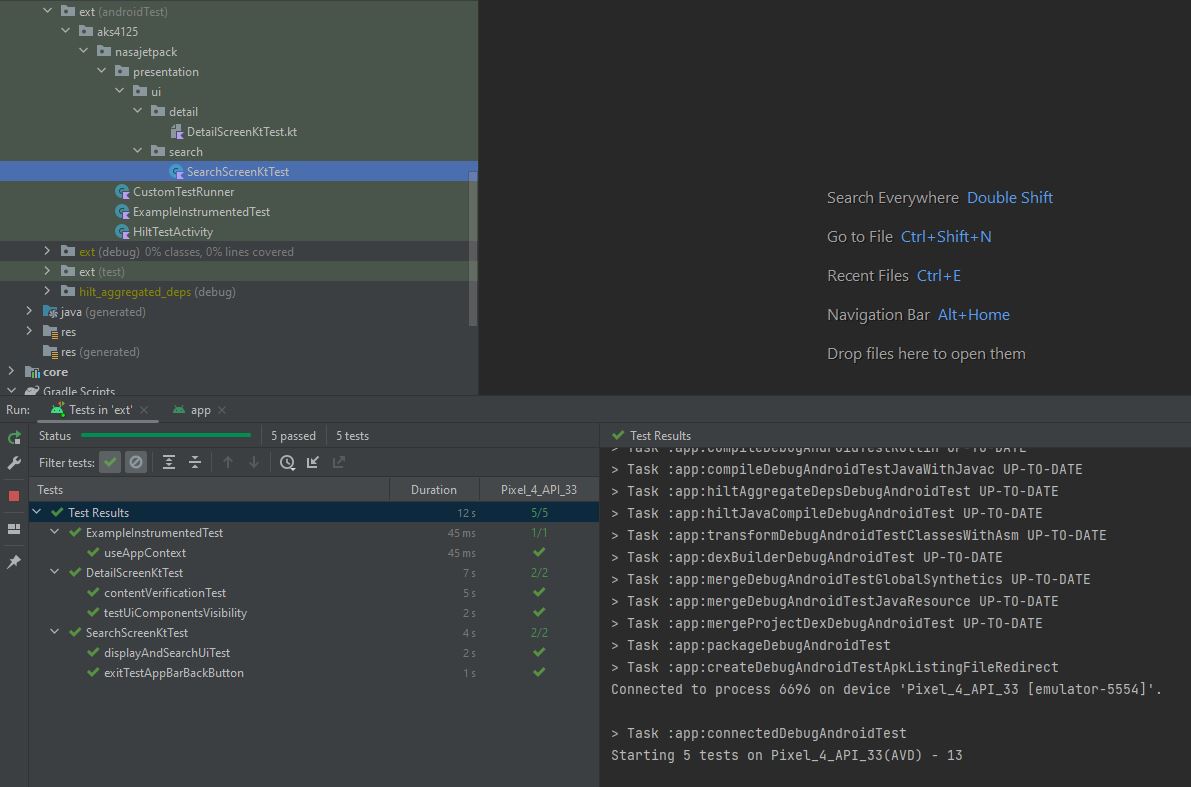 ext (androidTest)
aks4125
nasajetpack
presentation
ui
detail
DetailScreenKtTest.kt
search
SearchScreenKtTest
CustomTestRunner
ExampleInstrumentedTest
HiltTestActivity
ext (debug) 0% classes, 0% lines covered
ext (test)
hilt_aggregated_deps (debug)
java (generated)
res
res (generated)
core
Gradle Scripts
Search Everywhere Double Shift
Go to File Ctrl+Shift+N
Recent Files Ctrl+E
Navigation Bar Alt+Home
Drop files here to open them
Run: Tests in 'ext' app
Status 5 passed 5 tests
Filter tests:
Tests Duration Pixel_4_API_33
Test Results 12 s 5/5
ExampleInstrumentedTest 45 ms 1/1
useAppContext 45 ms
DetailScreenKtTest 7 s 2/2
contentVerificationTest 5 s
testUiComponentsVisibility 2 s
SearchScreenKtTest 4 s 2/2
displayAndSearchUiTest 2 s
exitTestAppBarBackButton 1 s
Test Results
> Task :app:compileDebugAndroidTestKotlin UP-TO-DATE
> Task :app:compileDebugAndroidTestJavaWithJavac UP-TO-DATE
> Task :app:hiltAggregateDepsDebugAndroidTest UP-TO-DATE
> Task :app:hiltJavaCompileDebugAndroidTest UP-TO-DATE
> Task :app:transformDebugAndroidTestClassesWithAsm UP-TO-DATE
> Task :app:dexBuilderDebugAndroidTest UP-TO-DATE
> Task :app:mergeDebugAndroidTestGlobalSynthetics UP-TO-DATE
> Task :app:mergeDebugAndroidTestJavaResource UP-TO-DATE
> Task :app:mergeProjectDexDebugAndroidTest UP-TO-DATE
> Task :app:packageDebugAndroidTest
> Task :app:createDebugAndroidTestApkListingFileRedirect
Connected to process 6696 on device 'Pixel_4_API_33 [emulator-5554]'.
> Task :app:connectedDebugAndroidTest
Starting 5 tests on Pixel_4_API_33(AVD) - 13